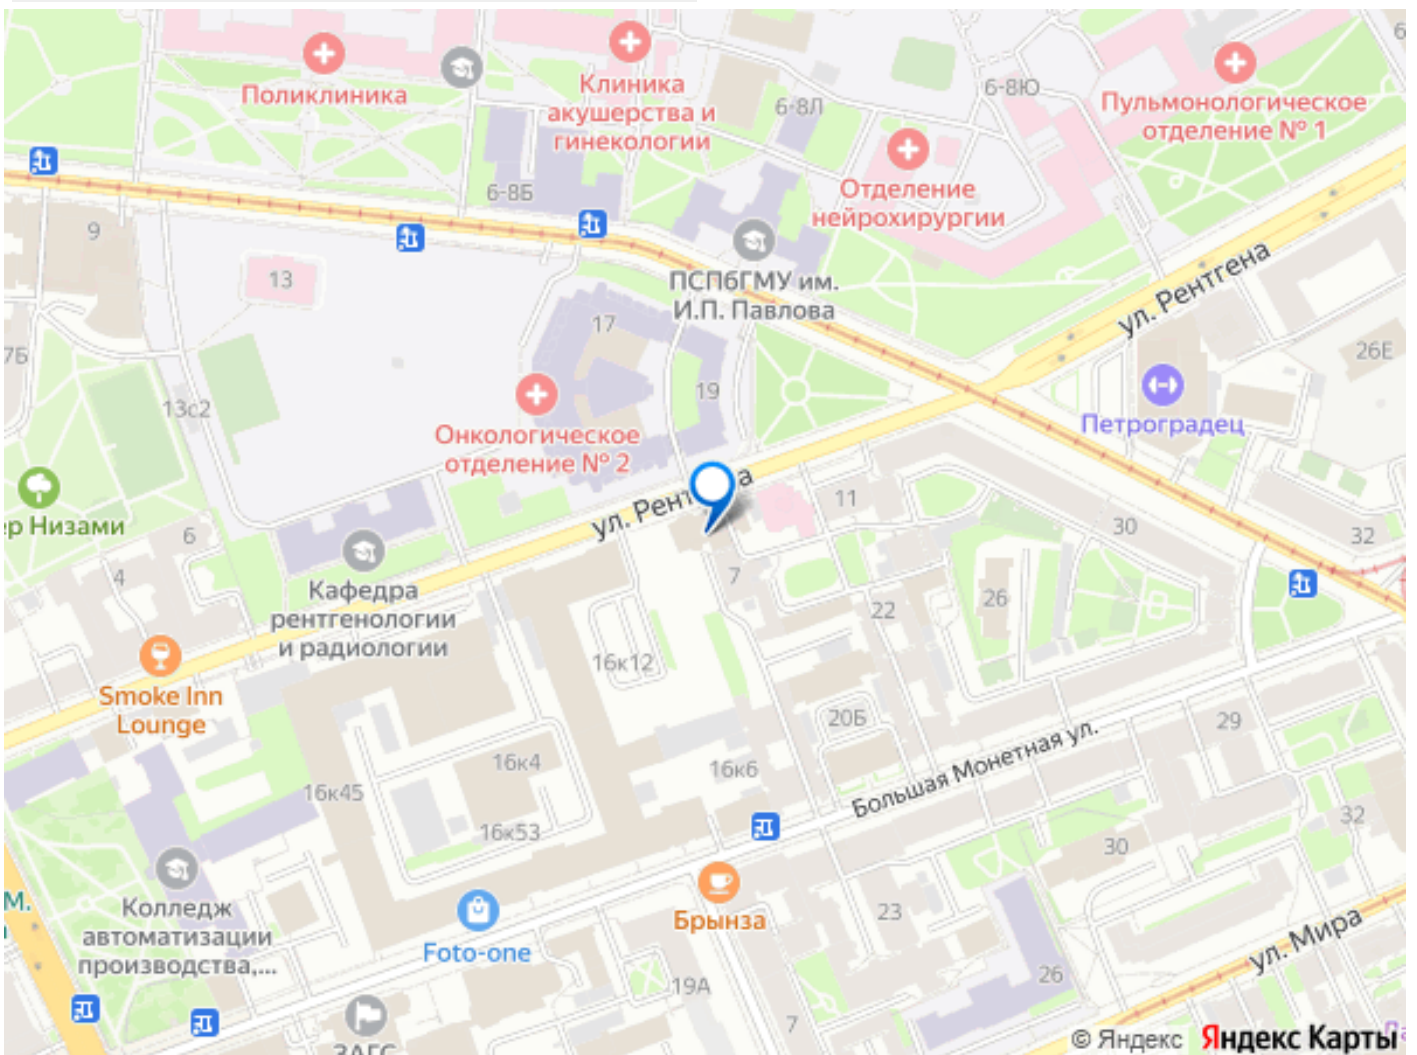 Поликлиника
Клиника
акушерства и
гинекологии
6-8Л
6-8Ю
Пульмонологическое
отделение № 1
6-8Б
Отделение
нейрохирургии
9
13
ПСПбГМУ им.
И.П. Павлова
ул. Рентгена
17
26Е
7Б
13с2
19
Петроградец
Онкологическое
отделение № 2
ул. Рентгена
11
30
32
ер Низами
6
4
Кафедра
рентгенологии
и радиологии
7
22
26
16к12
Smoke Inn
Lounge
20Б
29
Большая Монетная ул.
16к4
16к6
16к45
16к53
32
30
М.
Колледж
автоматизации
производства,...
Foto-one
Брынза
23
ул. Мира
26
19А
7
ЗАГС
© Яндекс Яндекс Карты